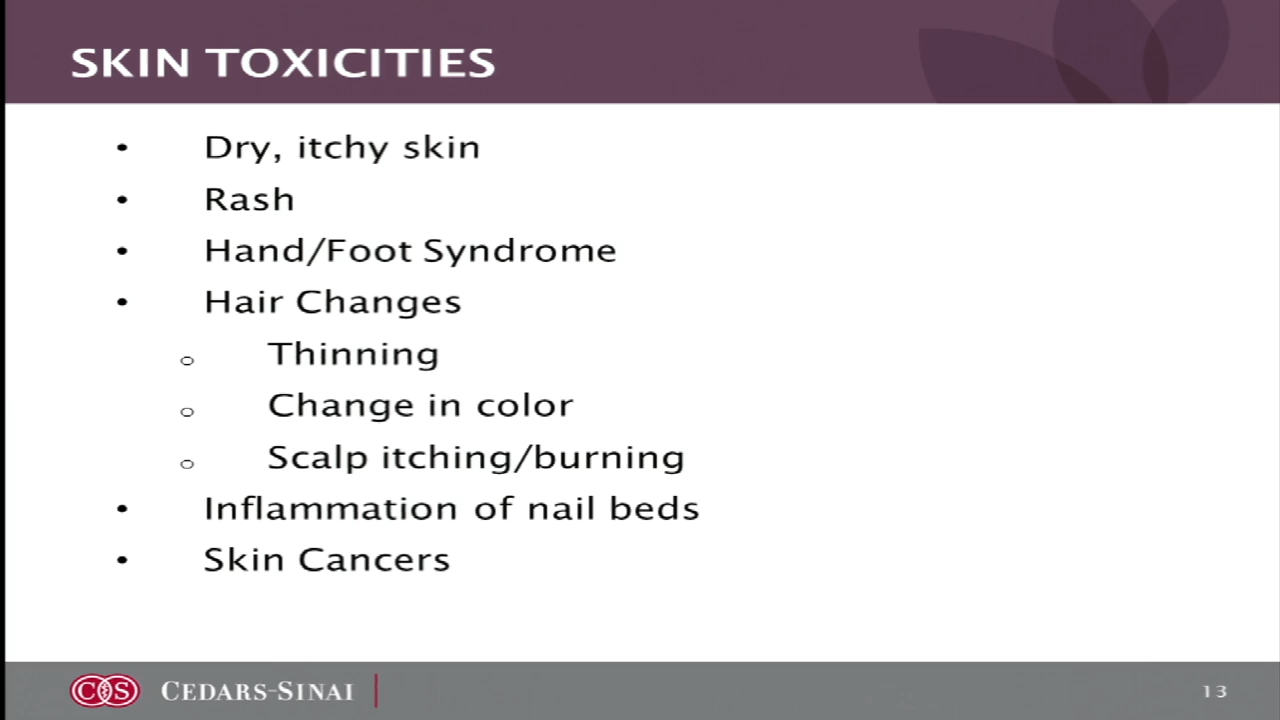 SKIN TOXICITIES
• Dry, itchy skin
• Rash
• Hand/Foot Syndrome
• Hair Changes
o Thinning
o Change in color
o Scalp itching/burning
• Inflammation of nail beds
• Skin Cancers
CS CEDARS-SINAI
13